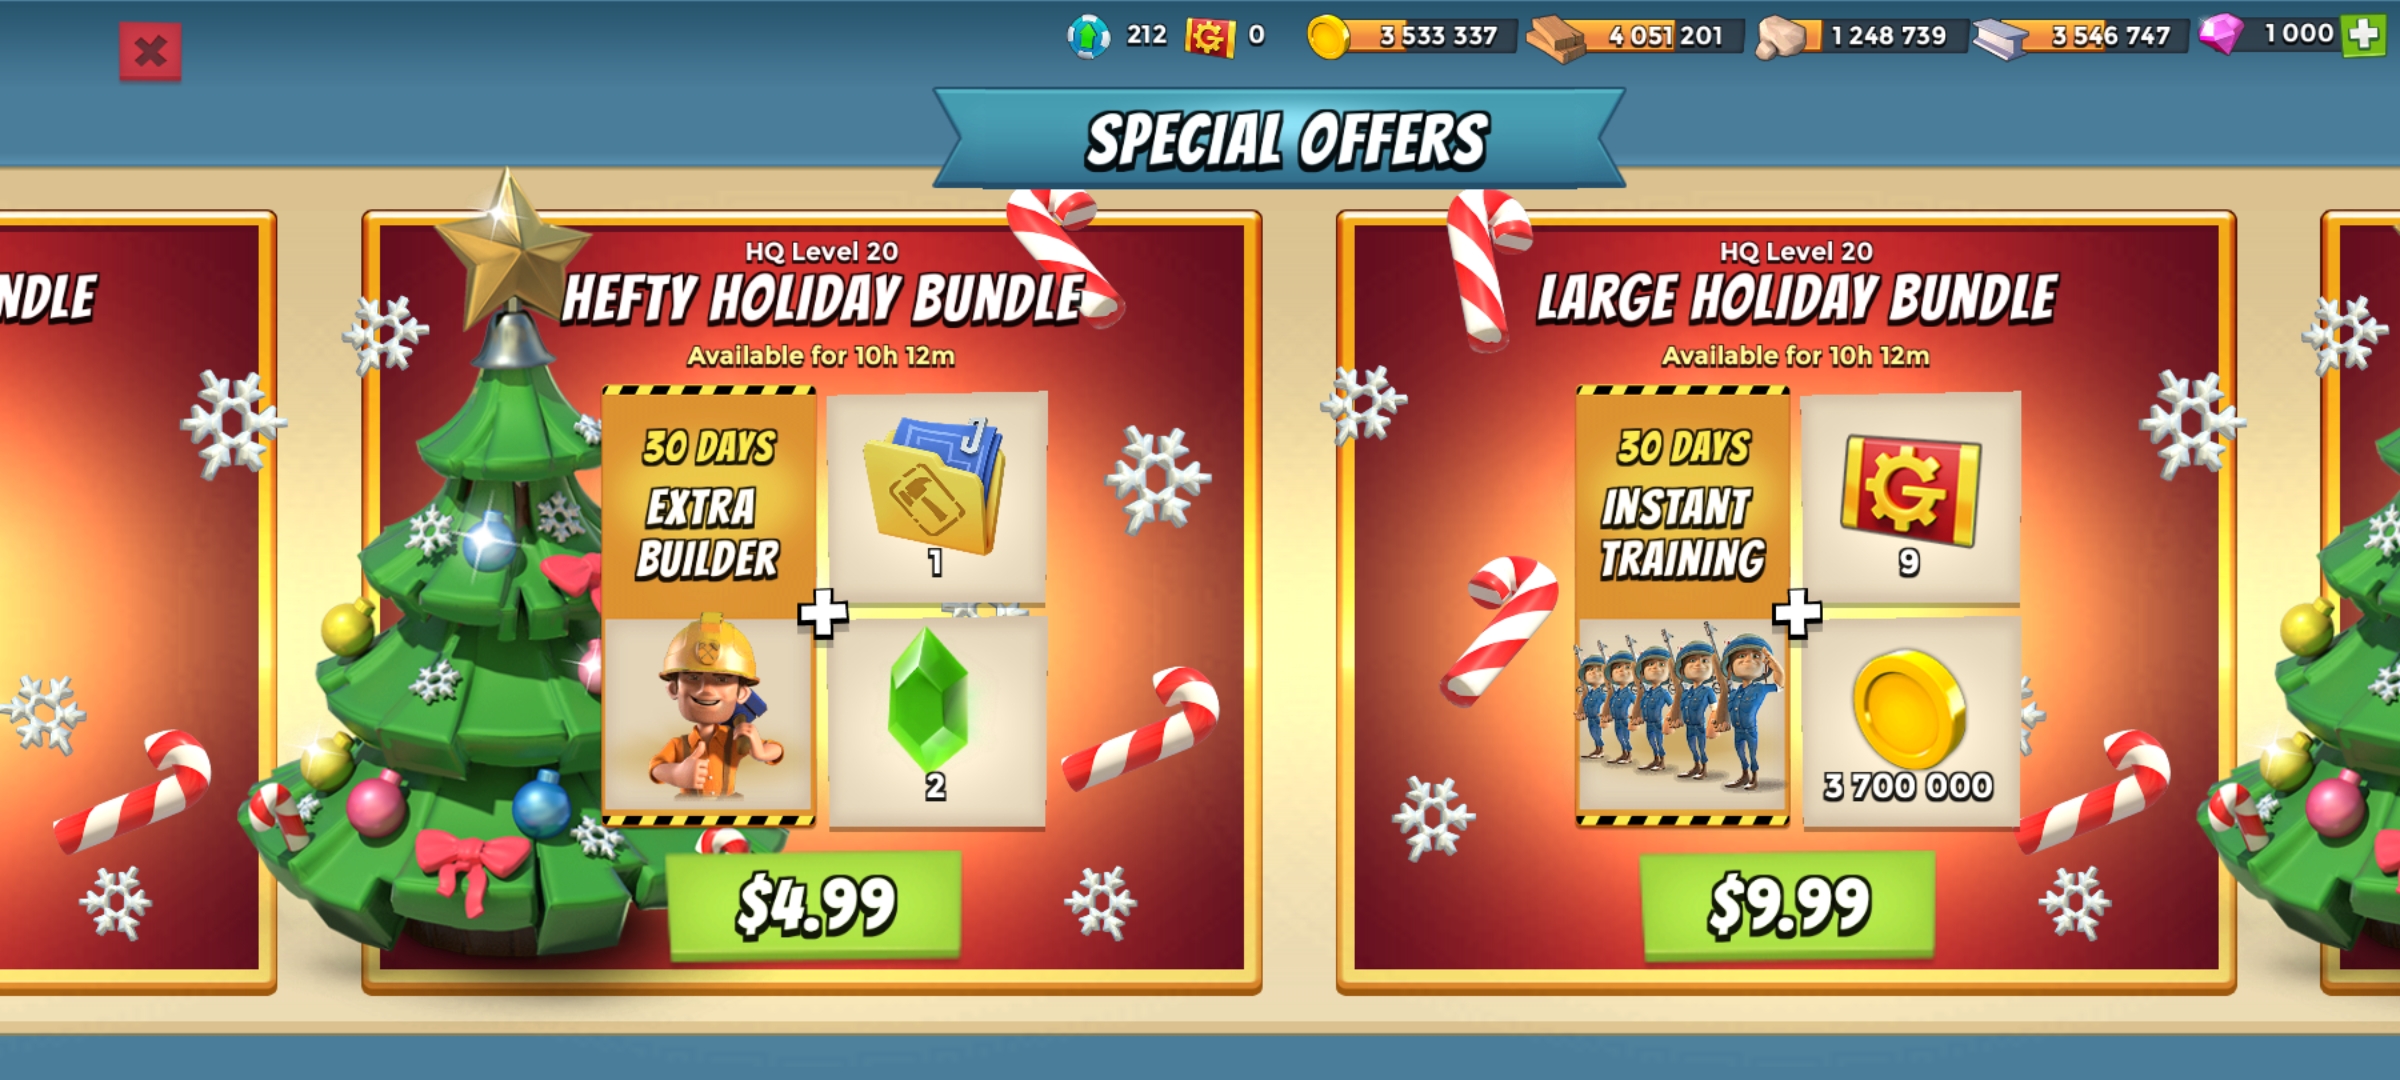 212
0
3 533 337
4 051 201
1 248 739
3 546 747
1 000
SPECIAL OFFERS
NDLE
HQ Level 20
HEFTY HOLIDAY BUNDLE
Available for 10h 12m
30 DAYS
EXTRA
BUILDER
1
2
$4.99
HQ Level 20
LARGE HOLIDAY BUNDLE
Available for 10h 12m
30 DAYS
INSTANT
TRAINING
G
9
3 700 000
$9.99